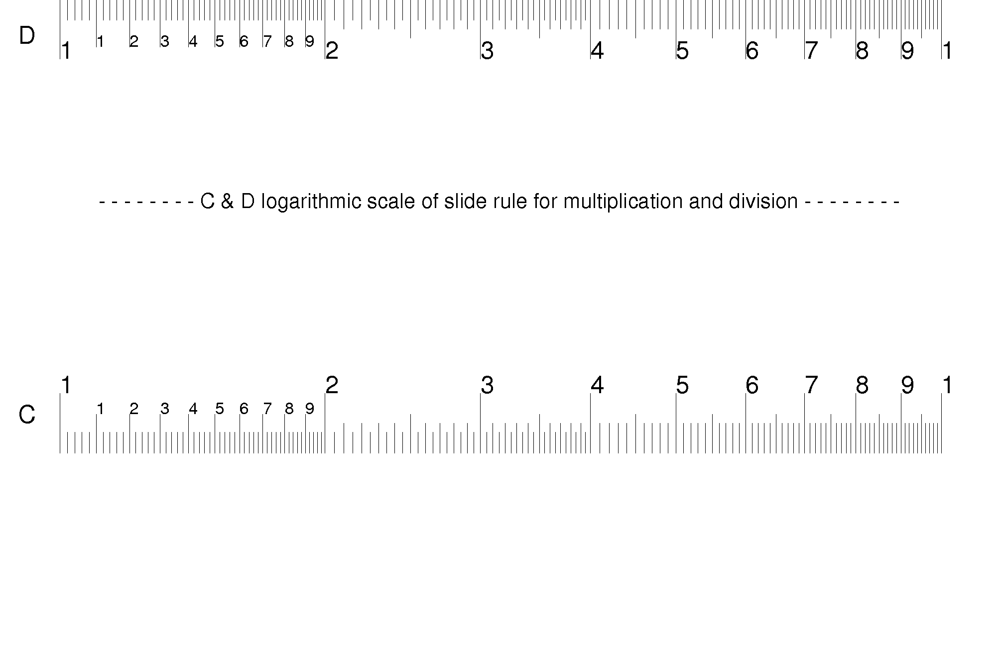 D
1 1 2 3 4 5 6 7 8 9 2 3 4 5 6 7 8 9 1
- - - - - - - - C & D logarithmic scale of slide rule for multiplication and division - - - - - - - -
1 2 3 4 5 6 7 8 9 1
1 2 3 4 5 6 7 8 9
C